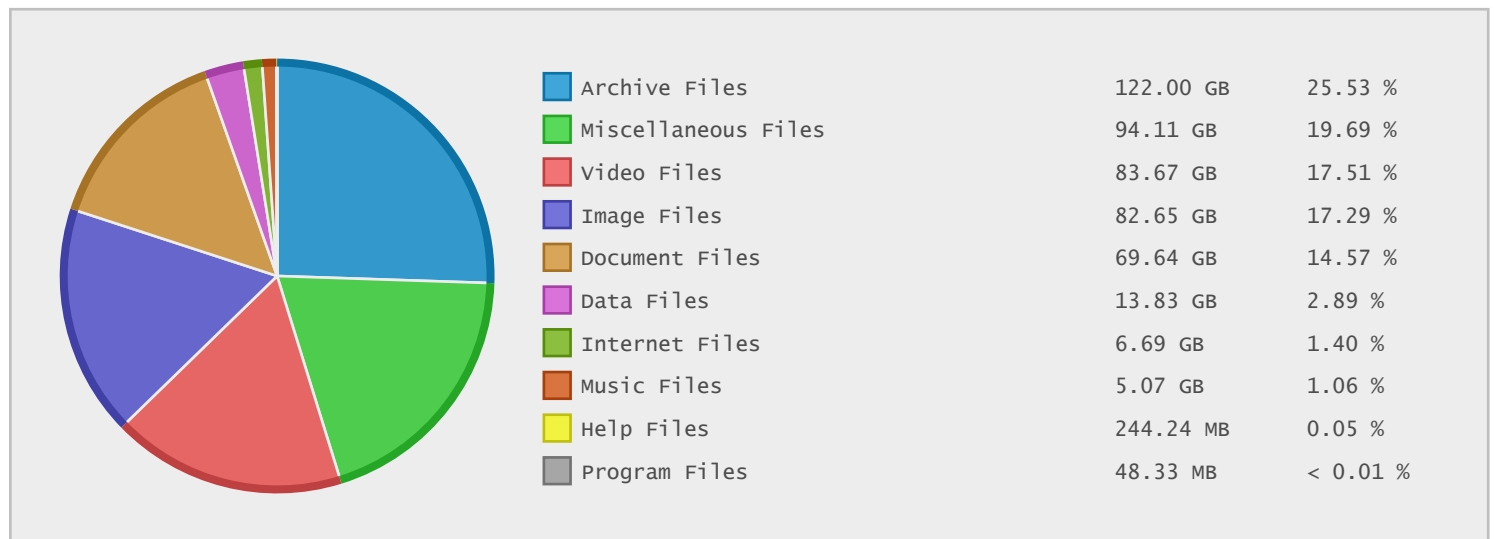 Archive Files 122.00 GB 25.53 %
Miscellaneous Files 94.11 GB 19.69 %
Video Files 83.67 GB 17.51 %
Image Files 82.65 GB 17.29 %
Document Files 69.64 GB 14.57 %
Data Files 13.83 GB 2.89 %
Internet Files 6.69 GB 1.40 %
Music Files 5.07 GB 1.06 %
Help Files 244.24 MB 0.05 %
Program Files 48.33 MB < 0.01 %